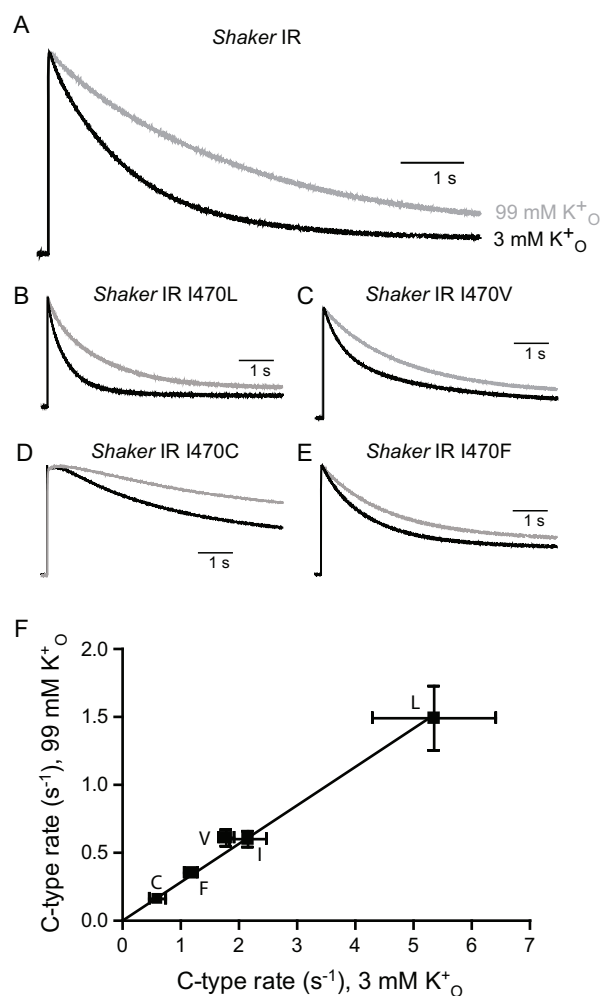 A
Shaker IR
1 s
99 mM K⁺O
3 mM K⁺O
B
Shaker IR I470L
1 s
C
Shaker IR I470V
1 s
D
Shaker IR I470C
1 s
E
Shaker IR I470F
1 s
F
C-type rate (s⁻¹), 99 mM K⁺O
2.0
1.5
1.0
0.5
0.0
L
V
I
C
F
0 1 2 3 4 5 6 7
C-type rate (s⁻¹), 3 mM K⁺O